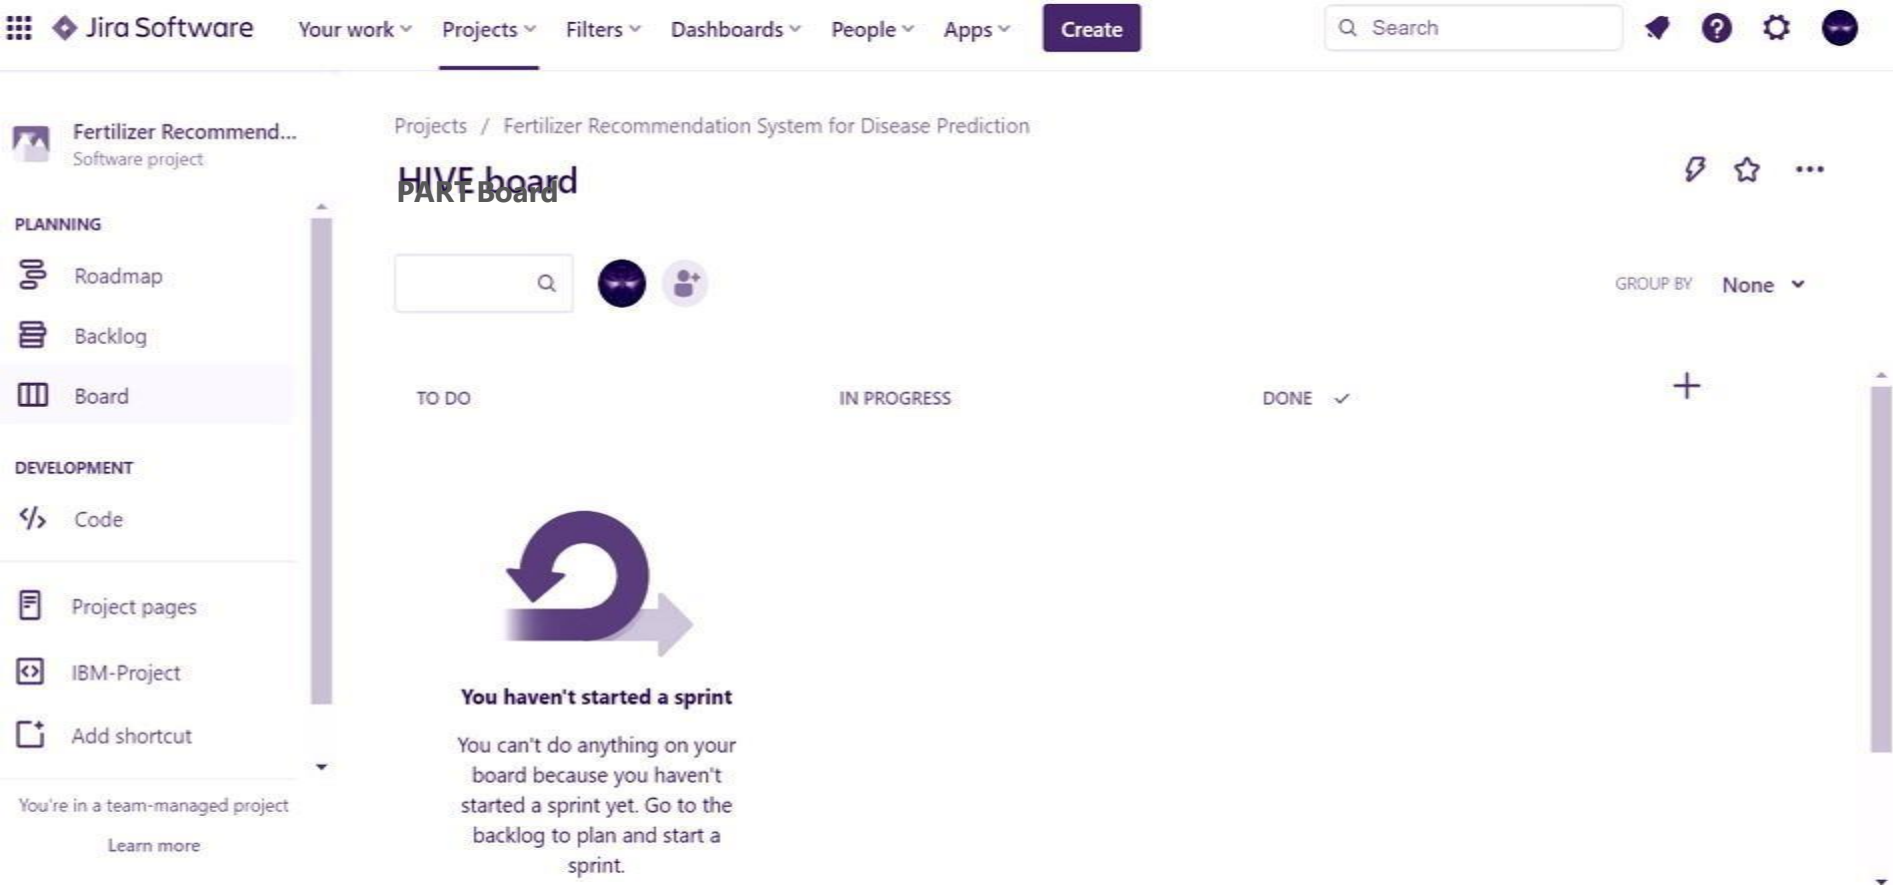 Jira Software Your work Projects Filters Dashboards People Apps Create Search
Fertilizer Recommend...
Software project
PLANNING
Roadmap
Backlog
Board
DEVELOPMENT
Code
Project pages
IBM-Project
Add shortcut
You're in a team-managed project
Learn more
Projects / Fertilizer Recommendation System for Disease Prediction
HIVE board
PART Board
GROUP BY None
TO DO IN PROGRESS DONE
You haven't started a sprint
You can't do anything on your
board because you haven't
started a sprint yet. Go to the
backlog to plan and start a
sprint.